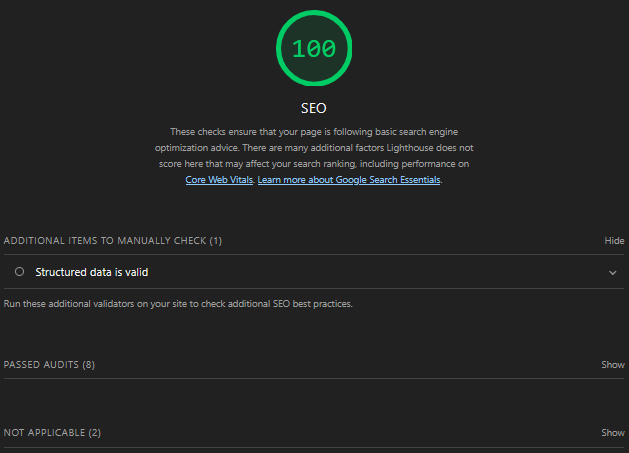 100
SEO
These checks ensure that your page is following basic search engine
optimization advice. There are many additional factors Lighthouse does not
score here that may affect your search ranking, including performance on
Core Web Vitals. Learn more about Google Search Essentials.
ADDITIONAL ITEMS TO MANUALLY CHECK (1) Hide
Structured data is valid
Run these additional validators on your site to check additional SEO best practices.
PASSED AUDITS (8) Show
NOT APPLICABLE (2) Show